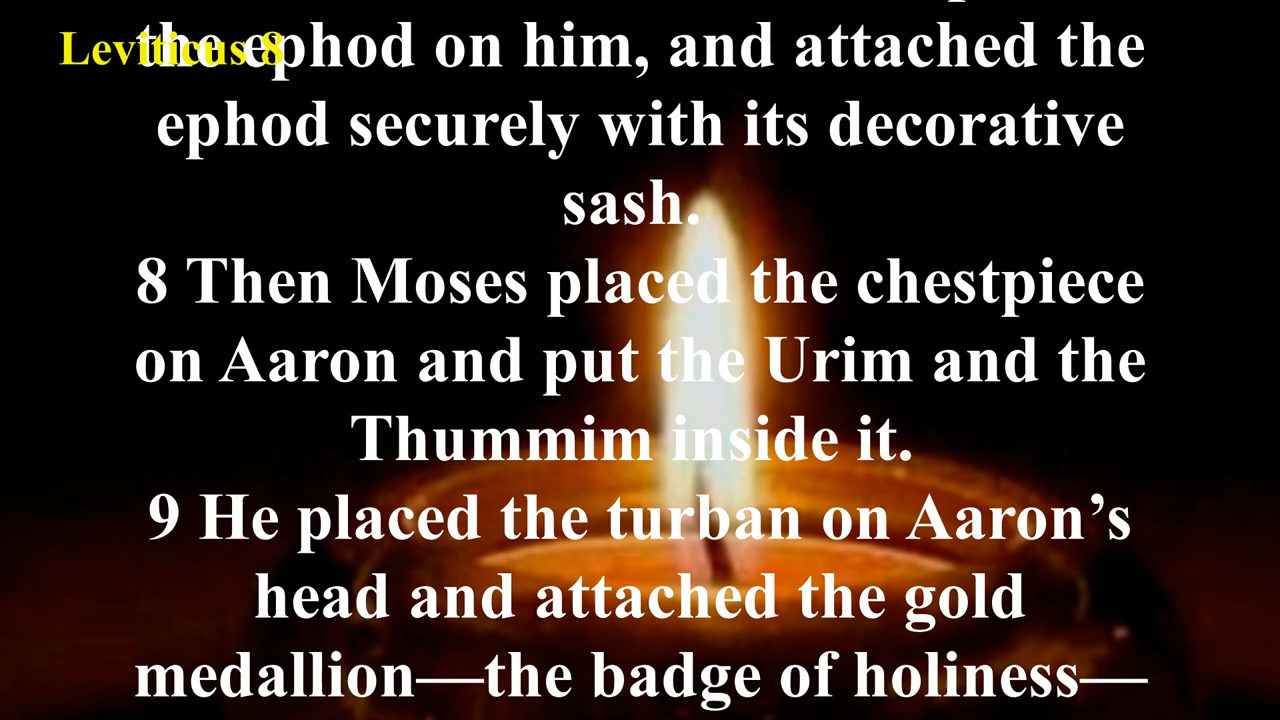 Leviticus 8
the ephod on him, and attached the
ephod securely with its decorative
sash.
8 Then Moses placed the chestpiece
on Aaron and put the Urim and the
Thummim inside it.
9 He placed the turban on Aaron’s
head and attached the gold
medallion—the badge of holiness—